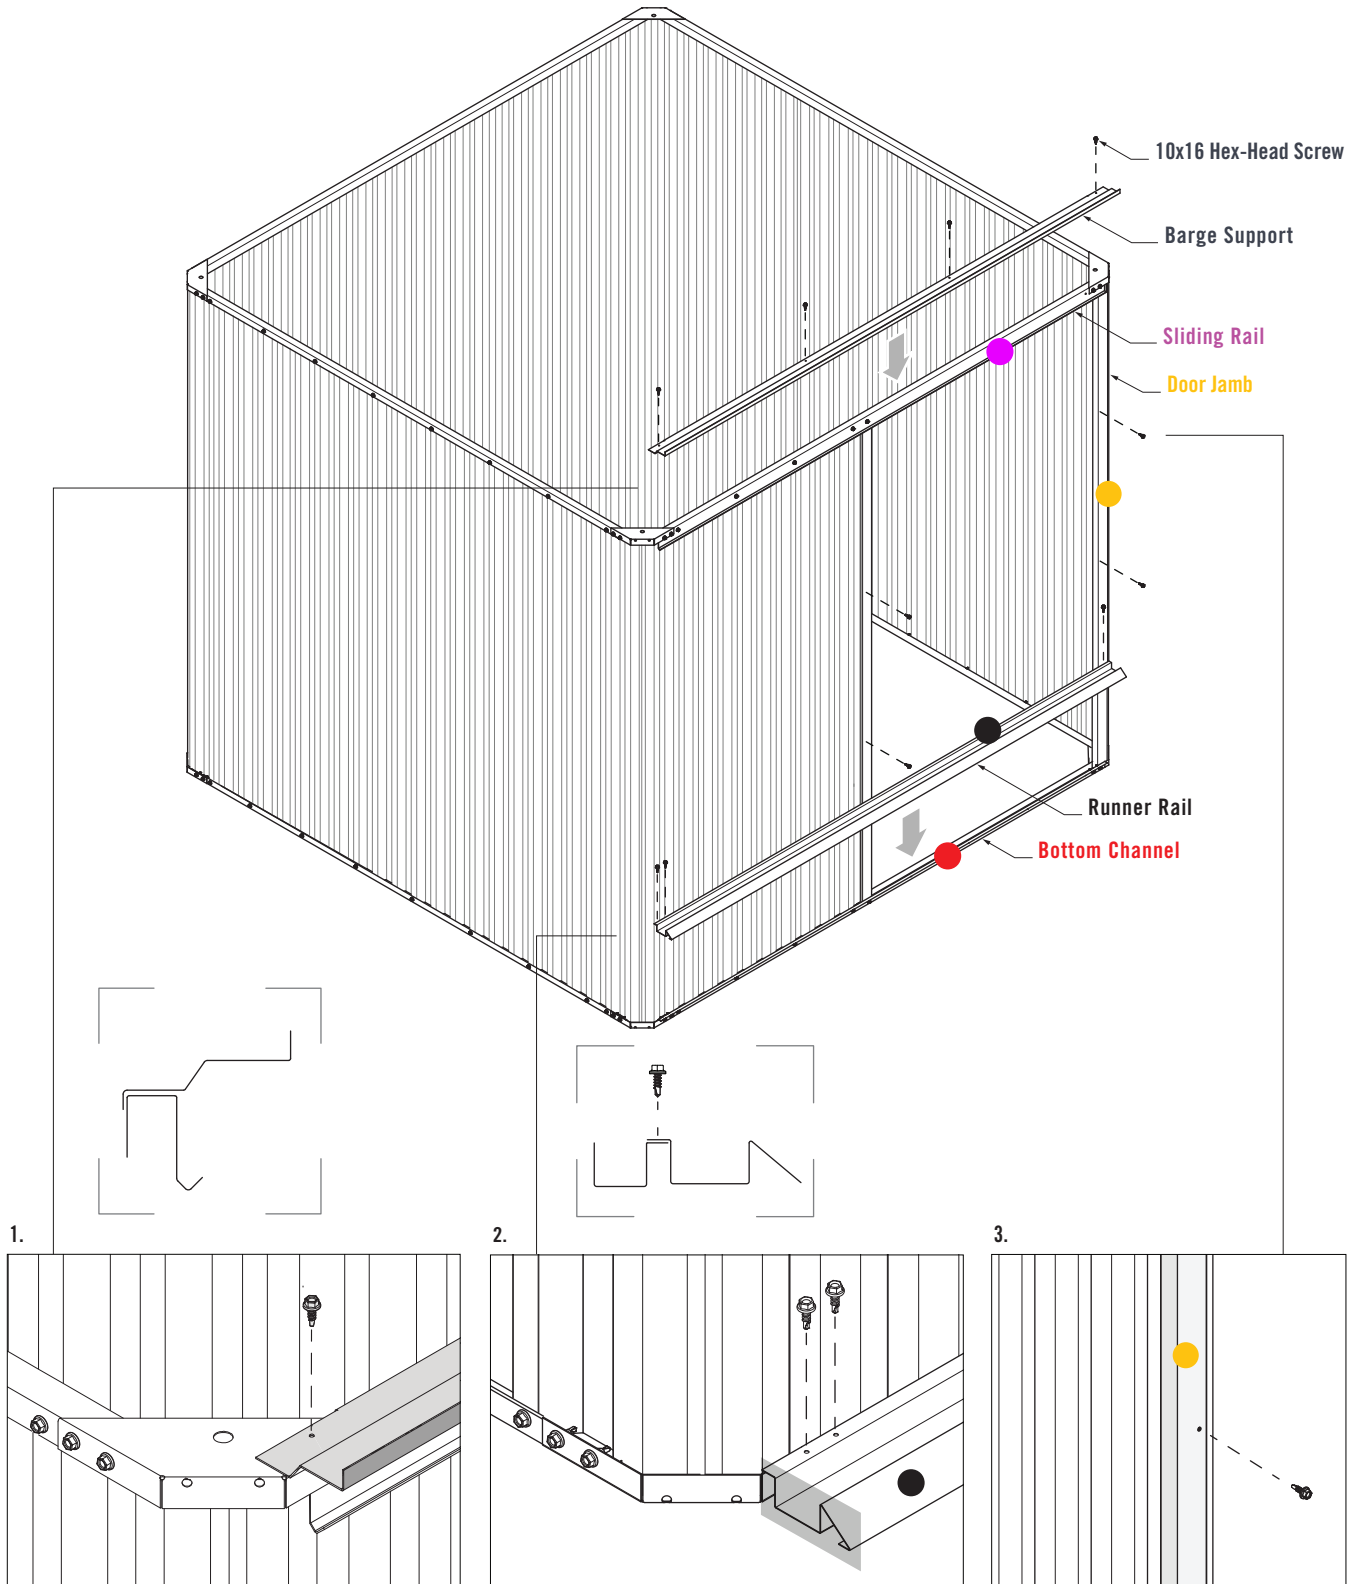 10x16 Hex-Head Screw
Barge Support
Sliding Rail
Door Jamb
Runner Rail
Bottom Channel
1.
2.
3.